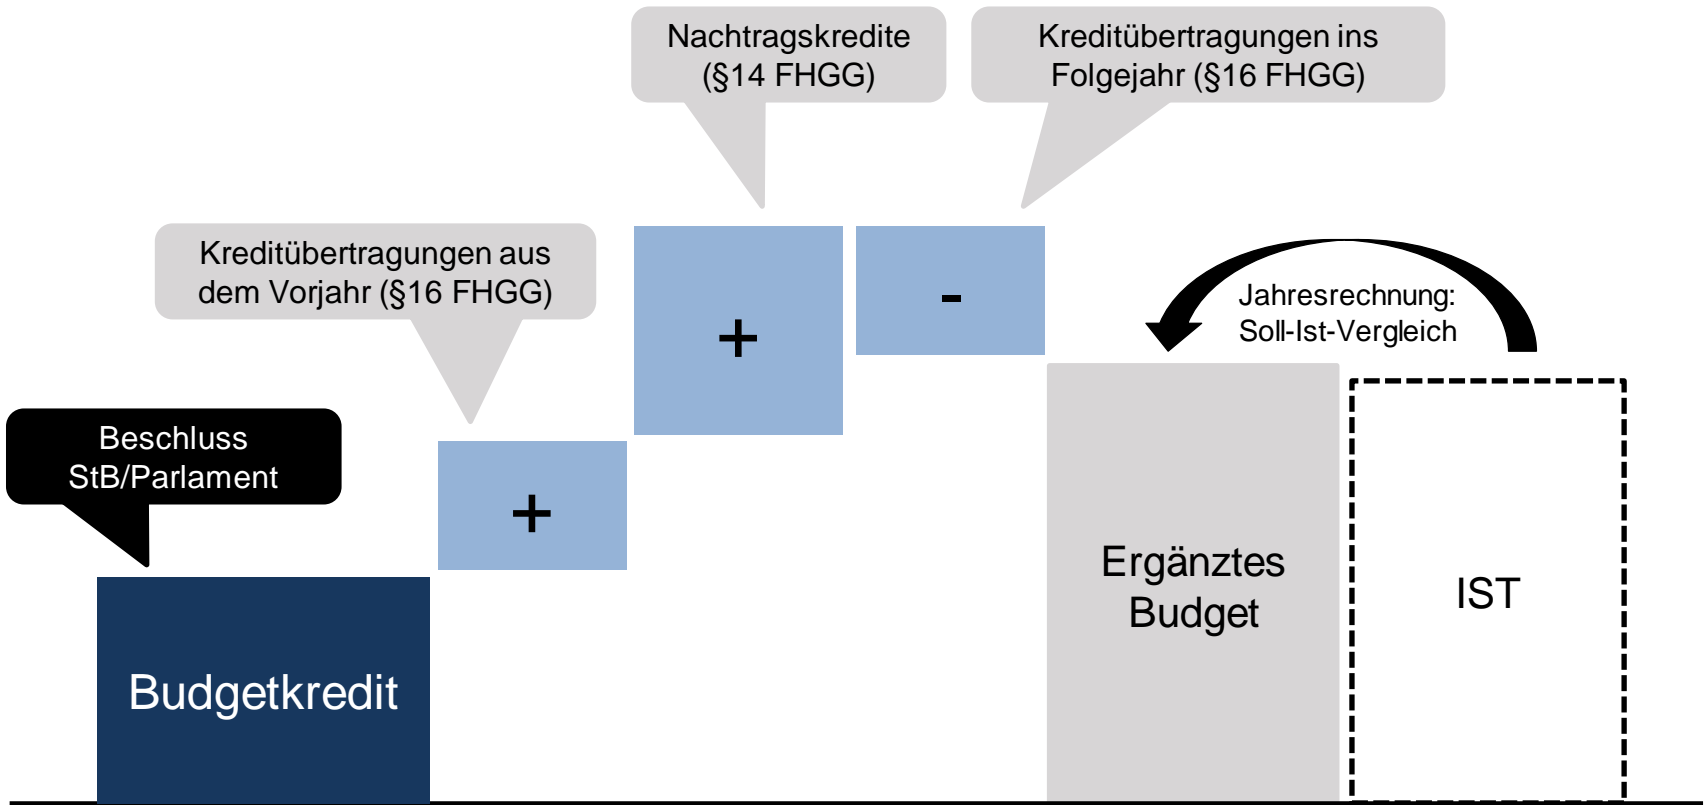 Nachtragskredite
(§14 FHGG)
Kreditübertragungen ins
Folgejahr (§16 FHGG)
Kreditübertragungen aus
dem Vorjahr (§16 FHGG)
+
-
Jahresrechnung:
Soll-Ist-Vergleich
Beschluss
StB/Parlament
+
Ergänztes
Budget
IST
Budgetkredit